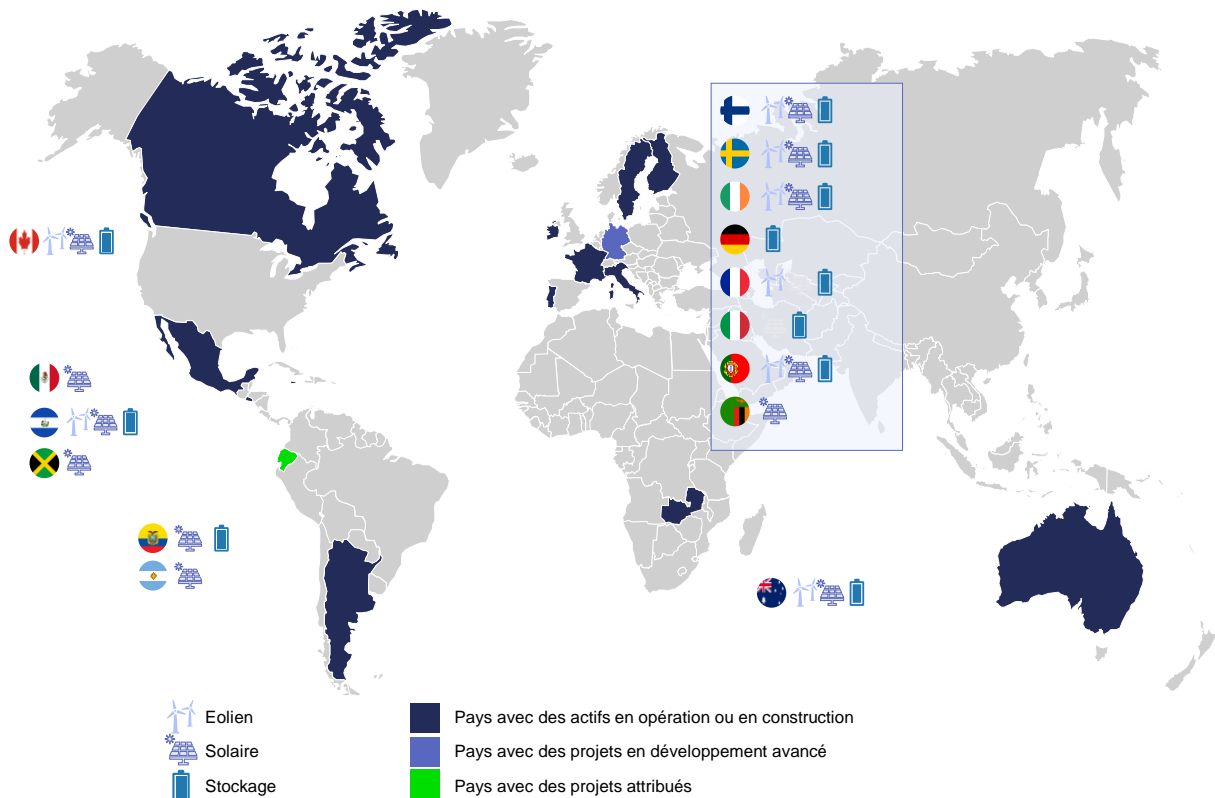 Eolien
Pays avec des actifs en opération ou en construction
Solaire
Pays avec des projets en développement avancé
Stockage
Pays avec des projets attribués